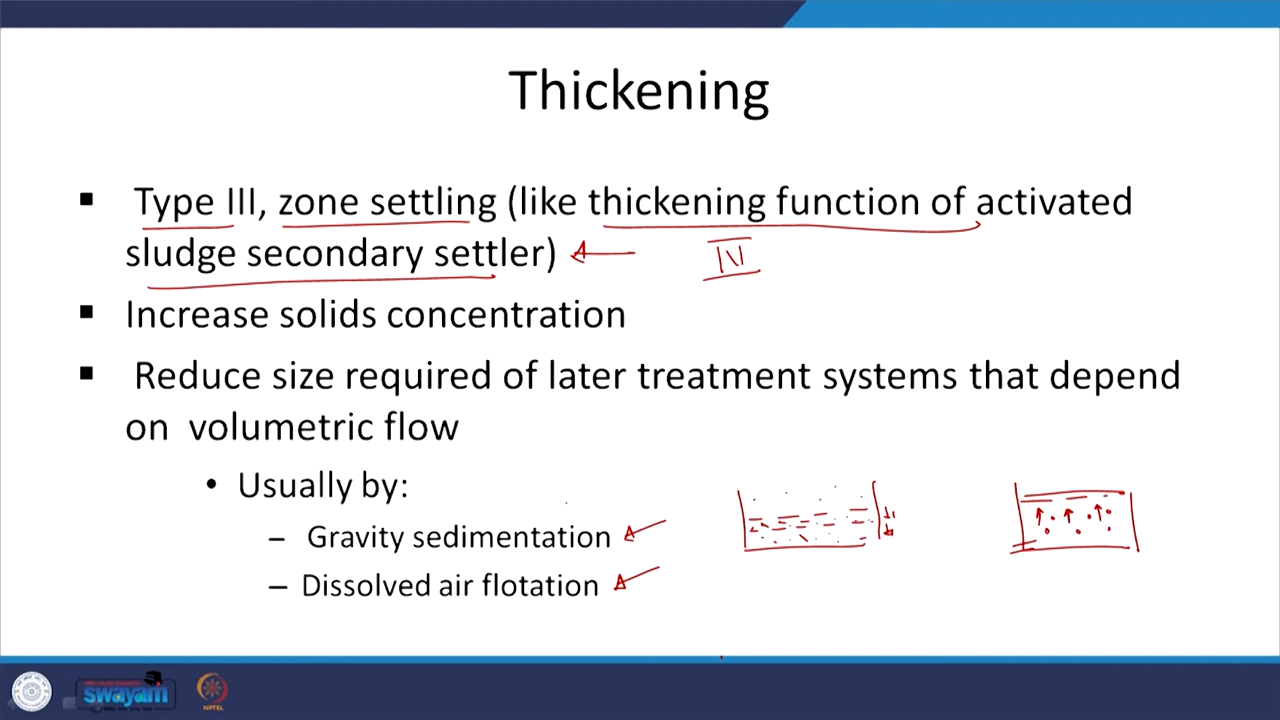 Thickening
▪ Type III, zone settling (like thickening function of activated
sludge secondary settler)
IV
▪ Increase solids concentration
▪ Reduce size required of later treatment systems that depend
on volumetric flow
• Usually by:
– Gravity sedimentation
– Dissolved air flotation
swayam
NPTEL